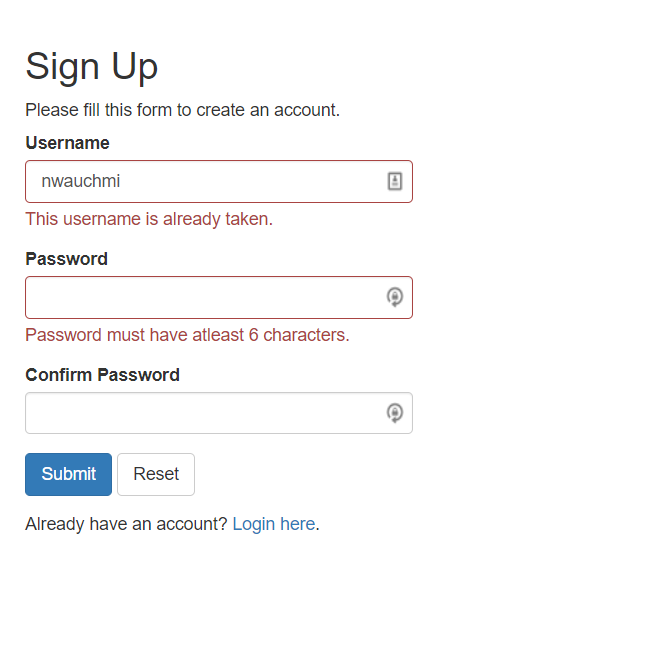 Sign Up
Please fill this form to create an account.
Username
nwauchmi
This username is already taken.
Password
Password must have atleast 6 characters.
Confirm Password
Submit Reset
Already have an account? Login here.